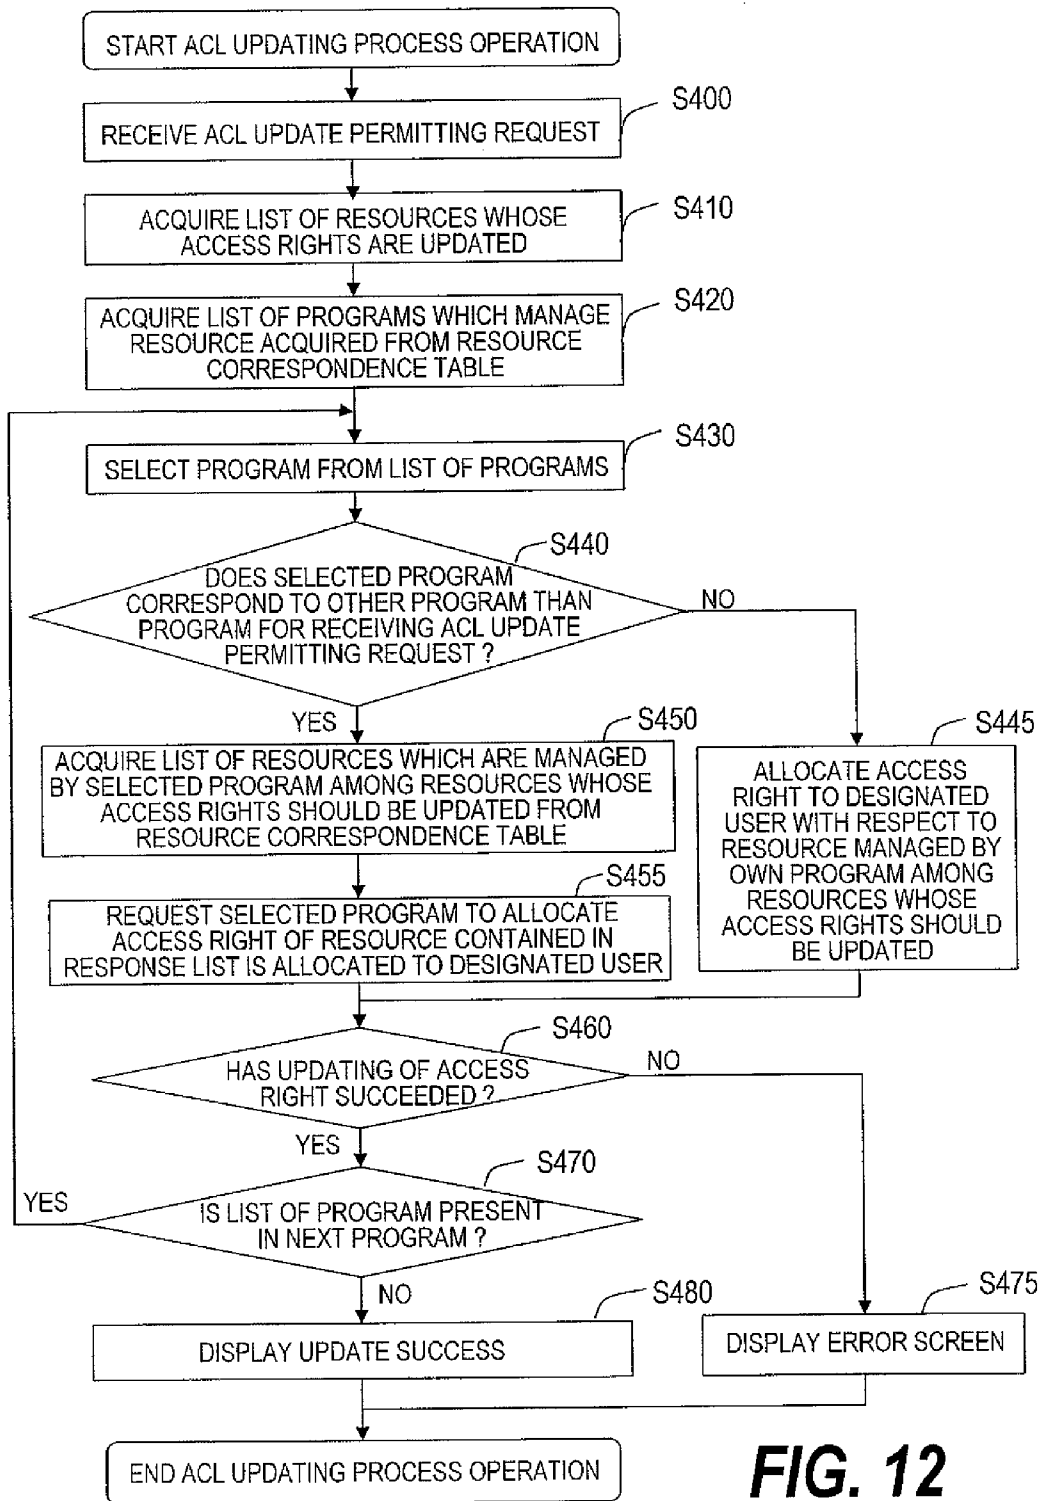 START ACL UPDATING PROCESS OPERATION
S400
RECEIVE ACL UPDATE PERMITTING REQUEST
S410
ACQUIRE LIST OF RESOURCES WHOSE
ACCESS RIGHTS ARE UPDATED
S420
ACQUIRE LIST OF PROGRAMS WHICH MANAGE
RESOURCE ACQUIRED FROM RESOURCE
CORRESPONDENCE TABLE
S430
SELECT PROGRAM FROM LIST OF PROGRAMS
S440
DOES SELECTED PROGRAM
CORRESPOND TO OTHER PROGRAM THAN
PROGRAM FOR RECEIVING ACL UPDATE
PERMITTING REQUEST ?
NO
YES
S450
ACQUIRE LIST OF RESOURCES WHICH ARE MANAGED
BY SELECTED PROGRAM AMONG RESOURCES WHOSE
ACCESS RIGHTS SHOULD BE UPDATED FROM
RESOURCE CORRESPONDENCE TABLE
S445
ALLOCATE ACCESS
RIGHT TO DESIGNATED
USER WITH RESPECT TO
RESOURCE MANAGED BY
OWN PROGRAM AMONG
RESOURCES WHOSE
ACCESS RIGHTS SHOULD
BE UPDATED
S455
REQUEST SELECTED PROGRAM TO ALLOCATE
ACCESS RIGHT OF RESOURCE CONTAINED IN
RESPONSE LIST IS ALLOCATED TO DESIGNATED USER
S460
HAS UPDATING OF ACCESS
RIGHT SUCCEEDED ?
NO
YES
S470
YES
IS LIST OF PROGRAM PRESENT
IN NEXT PROGRAM ?
NO
S480
DISPLAY UPDATE SUCCESS
S475
DISPLAY ERROR SCREEN
END ACL UPDATING PROCESS OPERATION
FIG. 12